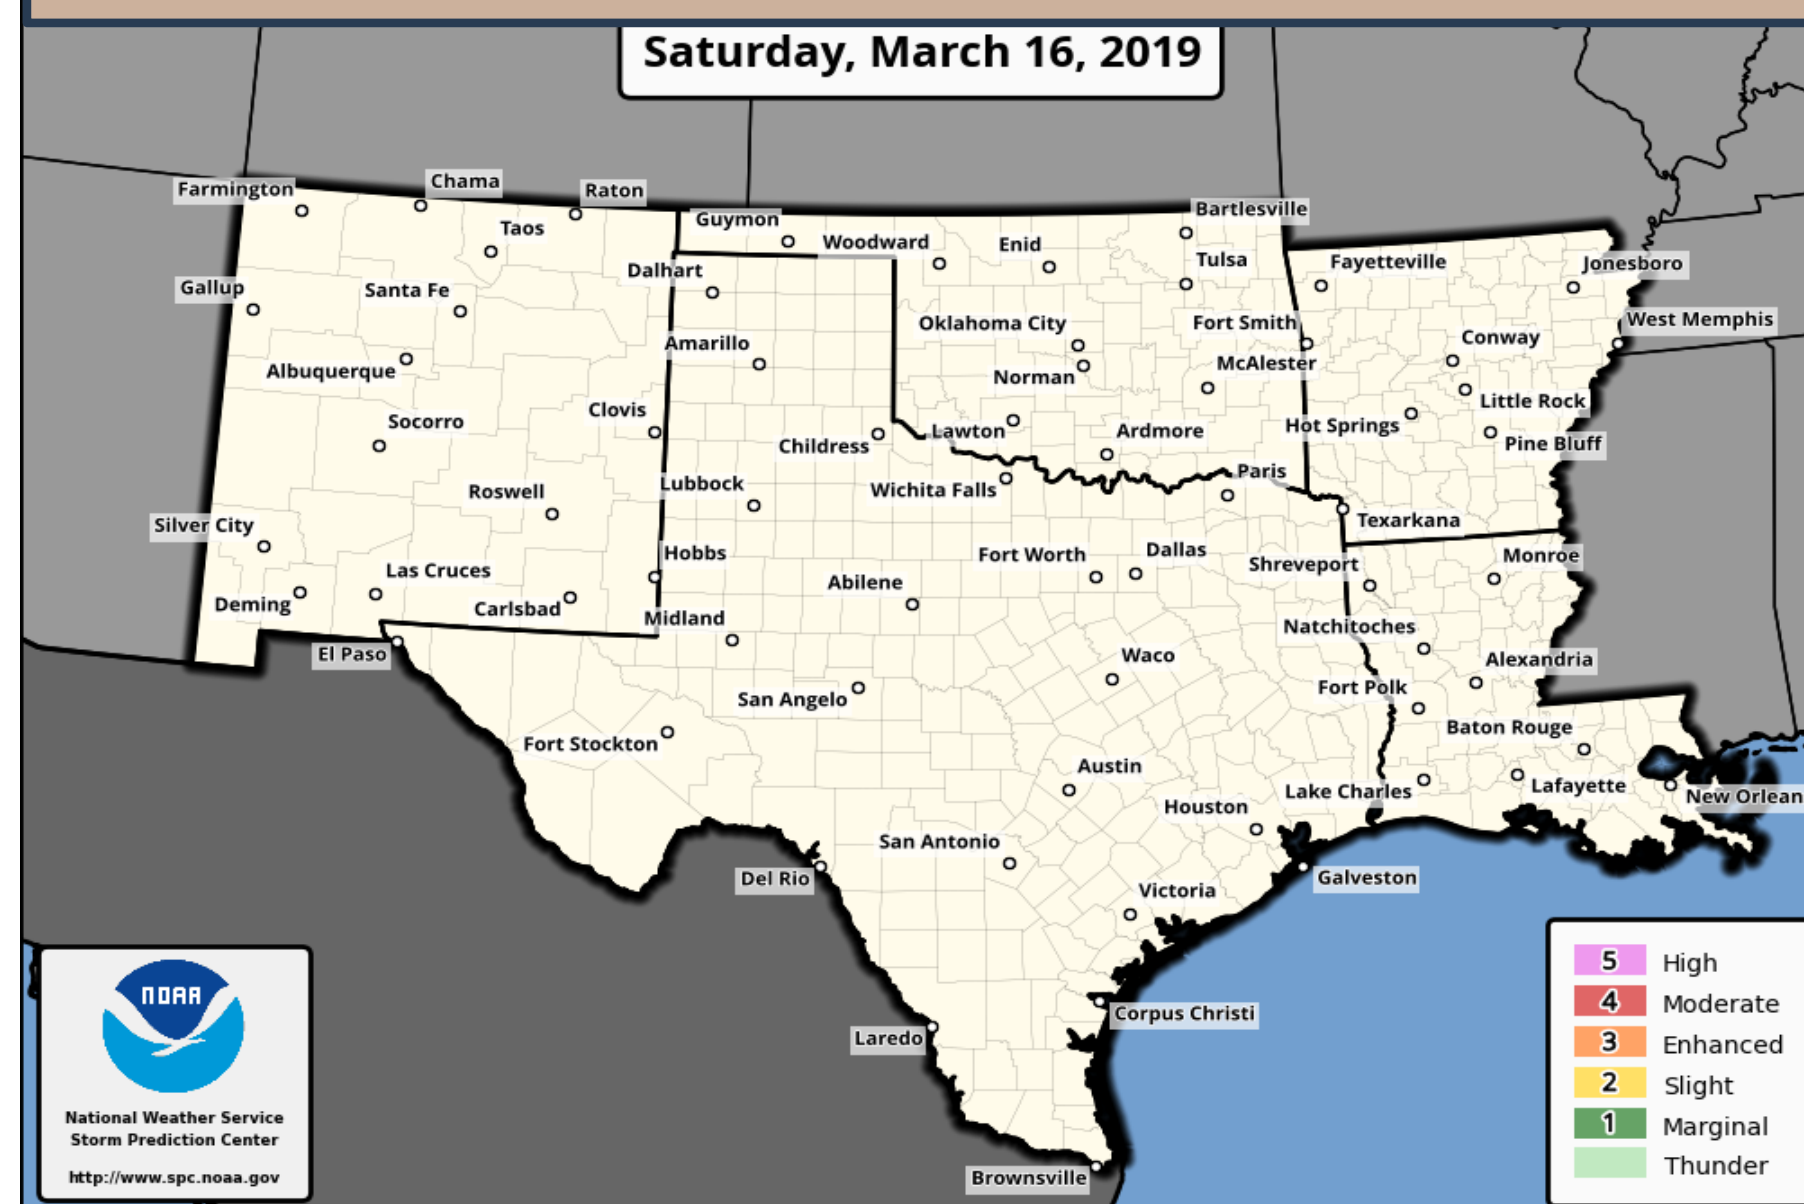 Saturday, March 16, 2019
Farmington
Chama
Raton
Taos
Guymon
Woodward
Enid
Bartlesville
Tulsa
Fayetteville
Jonesboro
Gallup
Santa Fe
Dalhart
Oklahoma City
Fort Smith
West Memphis
Conway
Albuquerque
Amarillo
Norman
McAlester
Little Rock
Socorro
Clovis
Childress
Lawton
Ardmore
Hot Springs
Pine Bluff
Roswell
Lubbock
Wichita Falls
Paris
Texarkana
Silver City
Hobbs
Fort Worth
Dallas
Shreveport
Monroe
Las Cruces
Deming
Carlsbad
Midland
Abilene
Natchitoches
El Paso
Waco
Alexandria
San Angelo
Fort Polk
Fort Stockton
Baton Rouge
Austin
Lake Charles
Lafayette
New Orlean
Houston
San Antonio
Del Rio
Victoria
Galveston
Corpus Christi
Laredo
Brownsville
NOAA
National Weather Service
Storm Prediction Center
http://www.spc.noaa.gov
5 High
4 Moderate
3 Enhanced
2 Slight
1 Marginal
Thunder